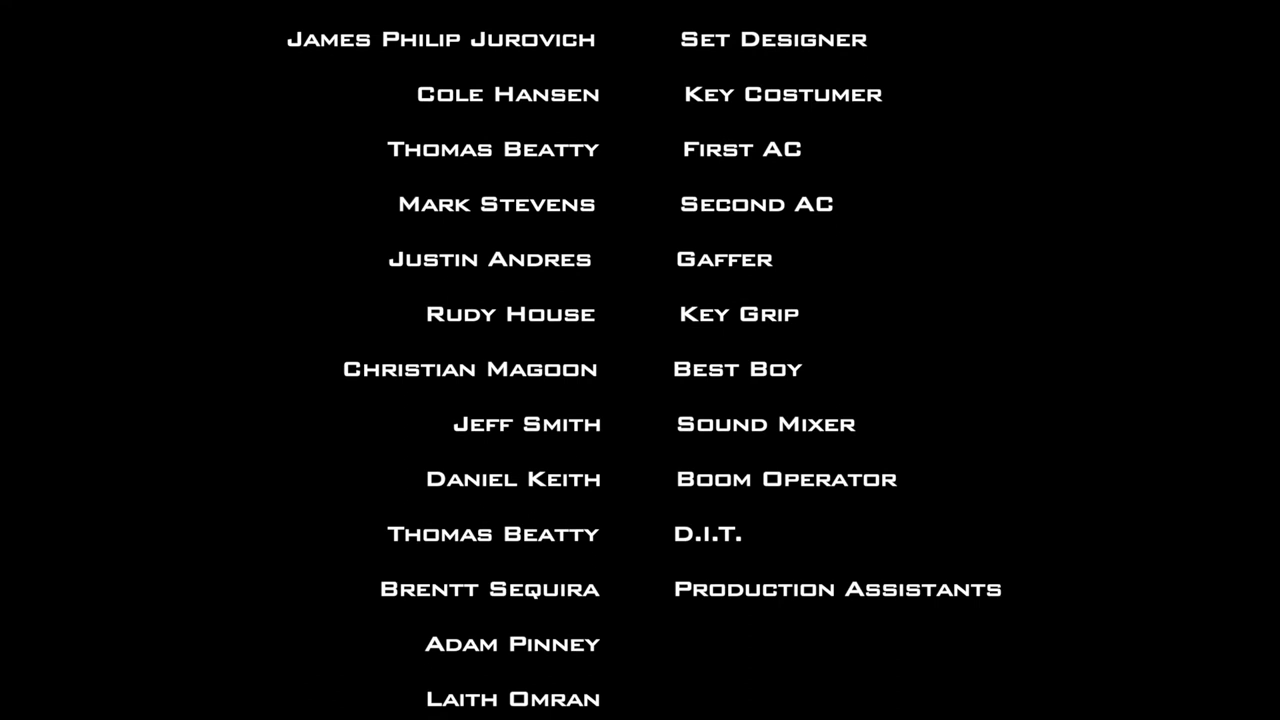 James Philip Jurovich Set Designer
Cole Hansen Key Costumer
Thomas Beatty First AC
Mark Stevens Second AC
Justin Andres Gaffer
Rudy House Key Grip
Christian Magoon Best Boy
Jeff Smith Sound Mixer
Daniel Keith Boom Operator
Thomas Beatty D.I.T.
Brentt Sequira Production Assistants
Adam Pinney
Laith Omran